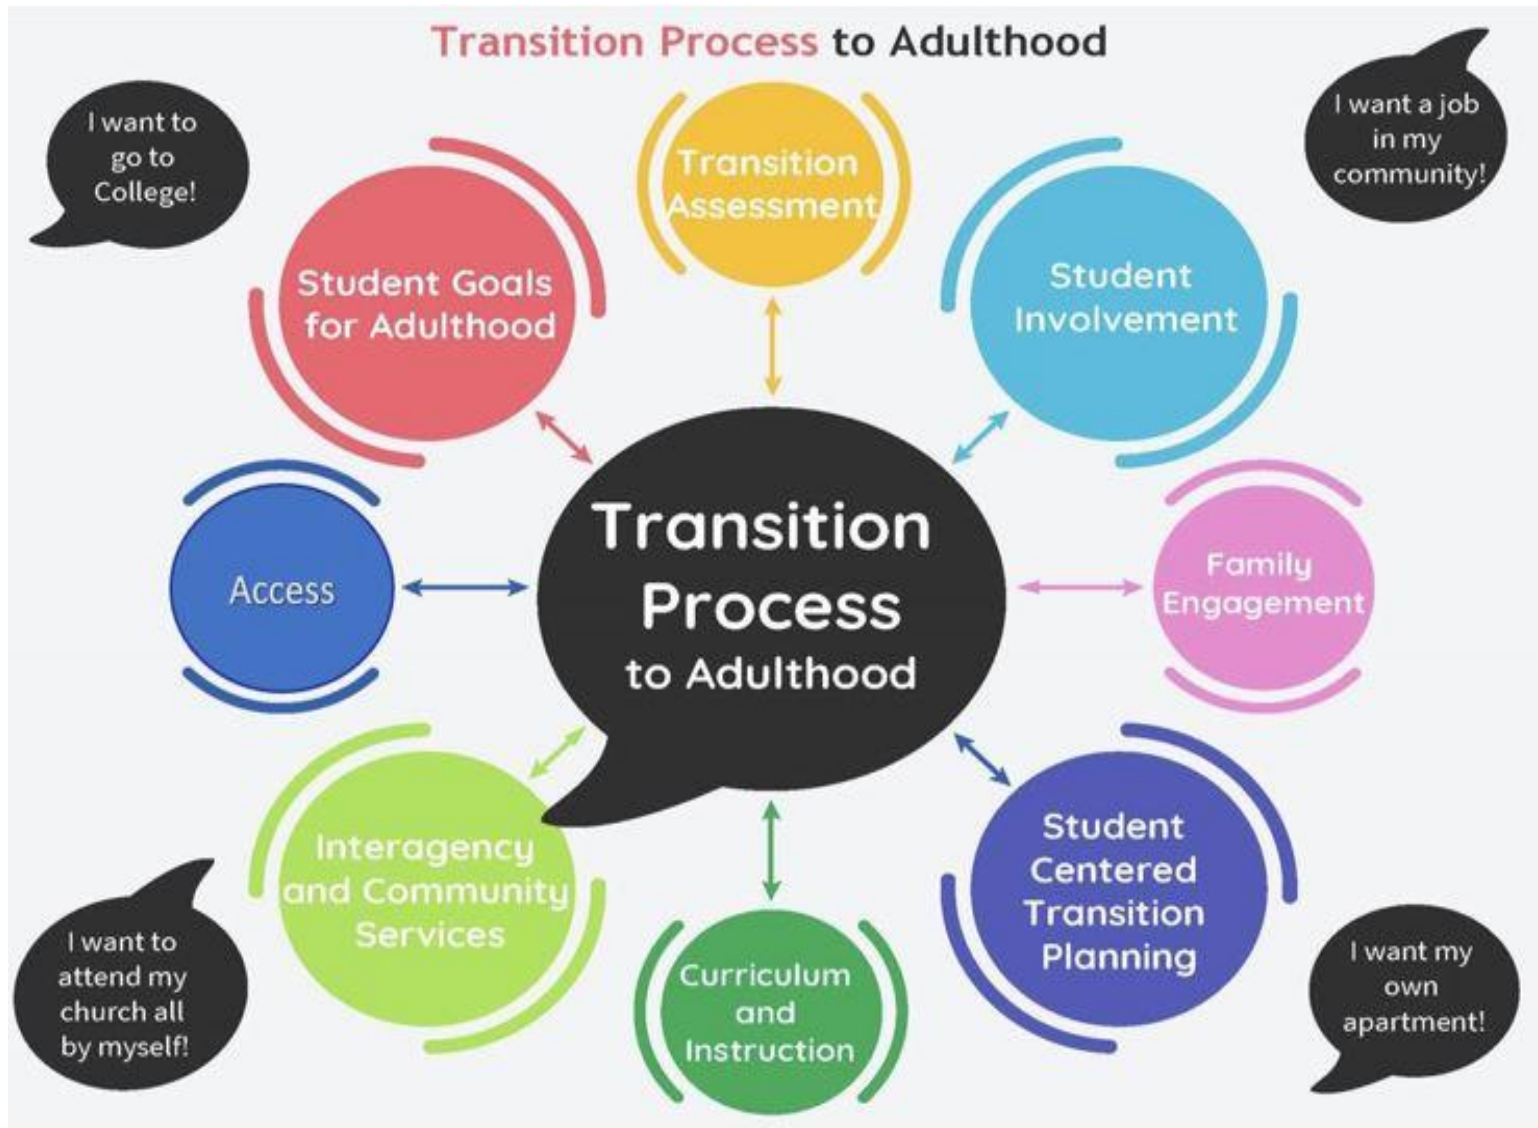 Transition Process to Adulthood
I want to
go to
College!
I want a job
in my
community!
Transition
Assessment
Student Goals
for Adulthood
Student
Involvement
Access
Transition
Process
to Adulthood
Family
Engagement
Interagency
and Community
Services
Curriculum
and
Instruction
Student
Centered
Transition
Planning
I want to
attend my
church all
by myself!
I want my
own
apartment!